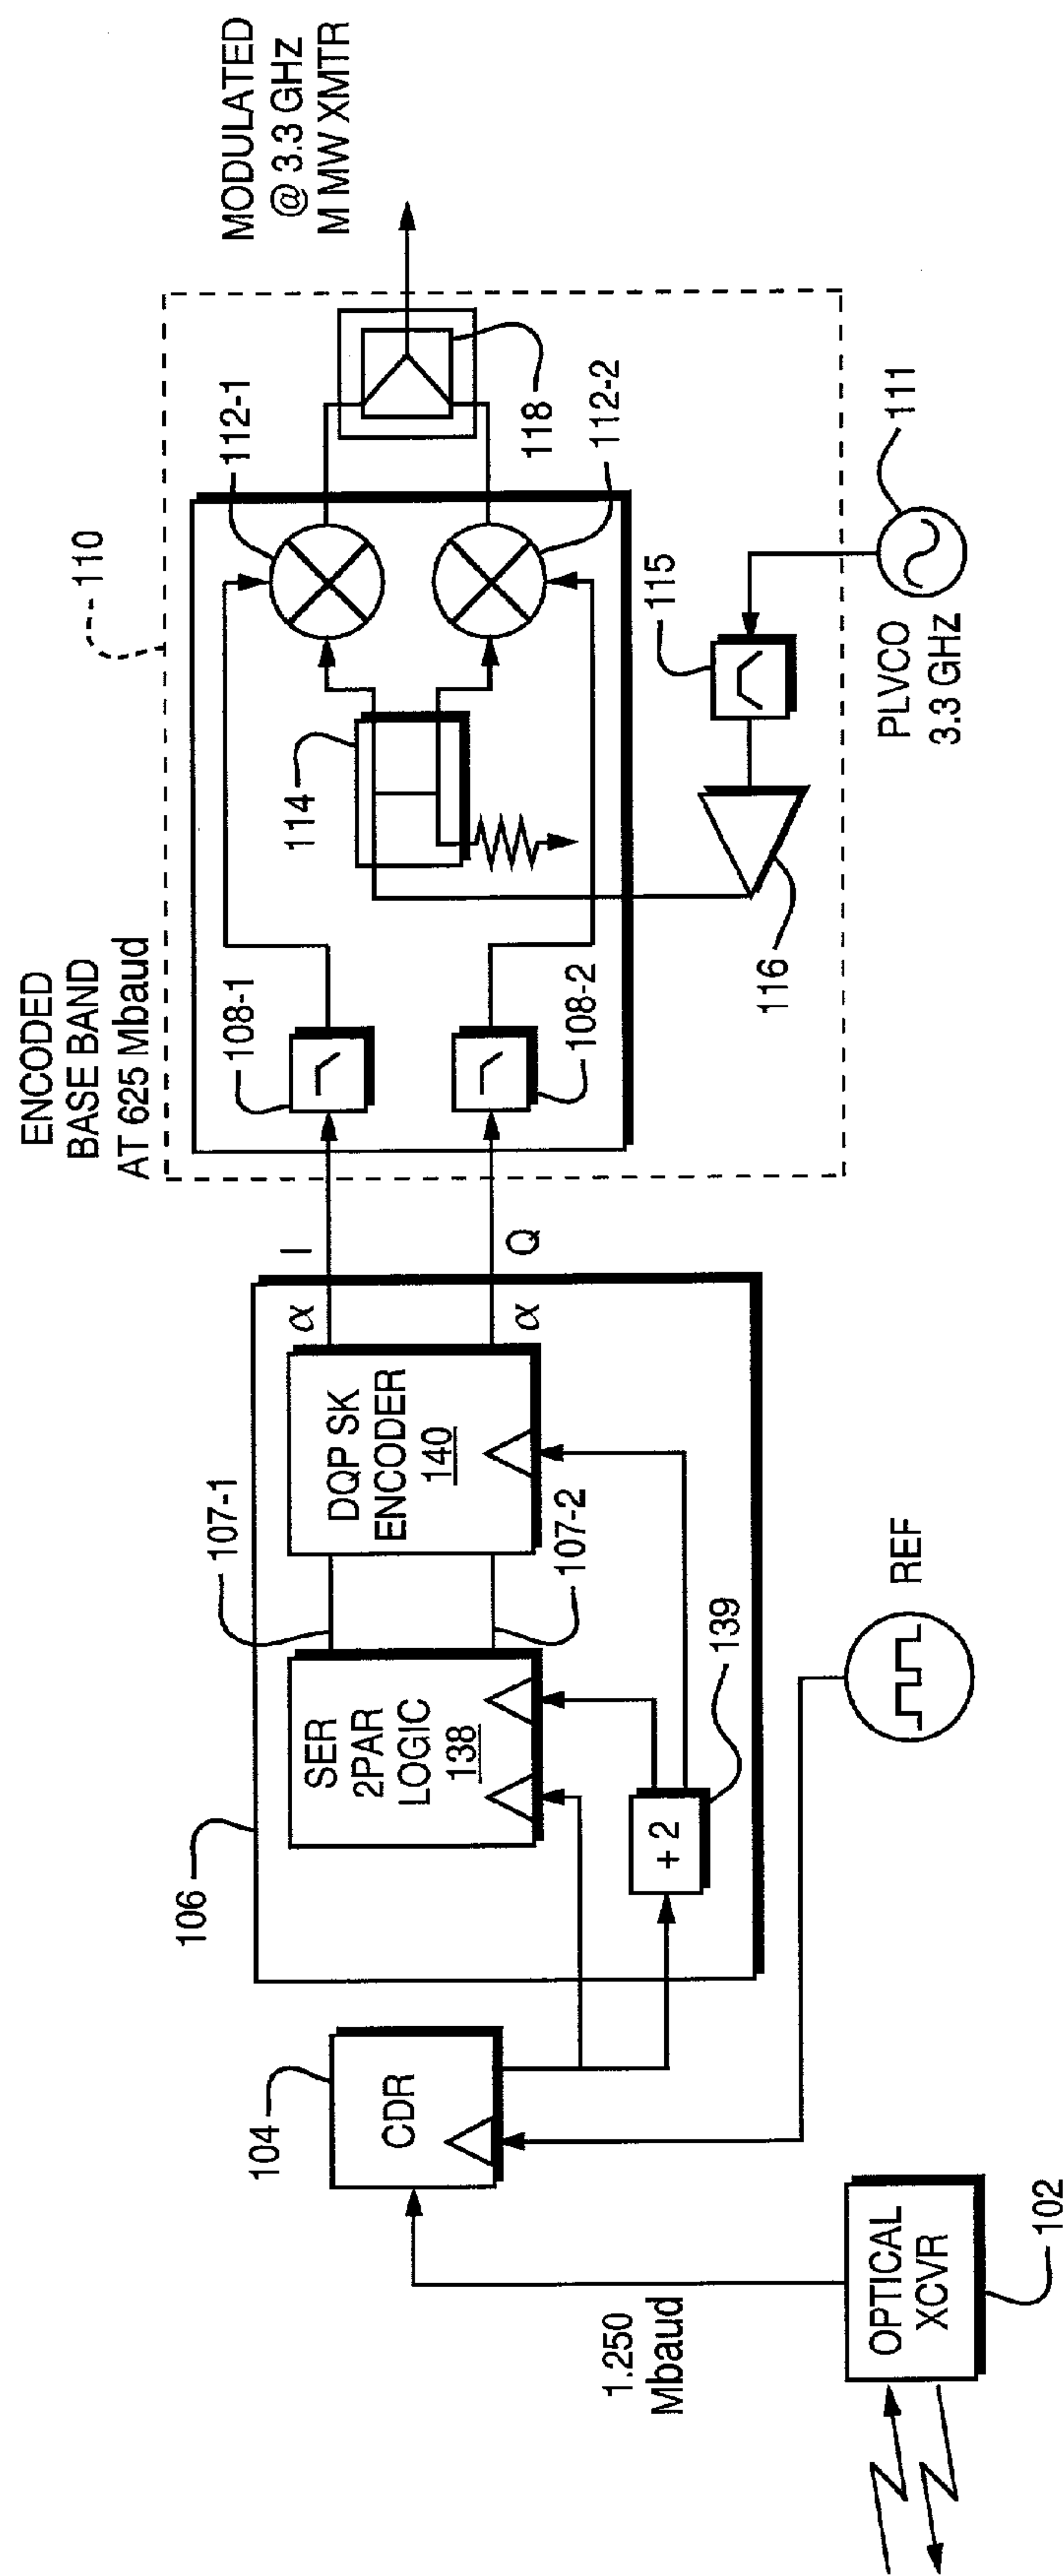 ENCODED
BASE BAND
AT 625 Mbaud
110
MODULATED
@ 3.3 GHz
M MW XMTR
108-1
114
112-1
118
112-2
108-2
115
116
PLVCO
3.3 GHz
111
106
107-1
I
α
SER
2PAR
LOGIC
138
DQP SK
ENCODER
140
α
Q
107-2
+ 2
139
104
CDR
REF
1.250
Mbaud
OPTICAL
XCVR
102